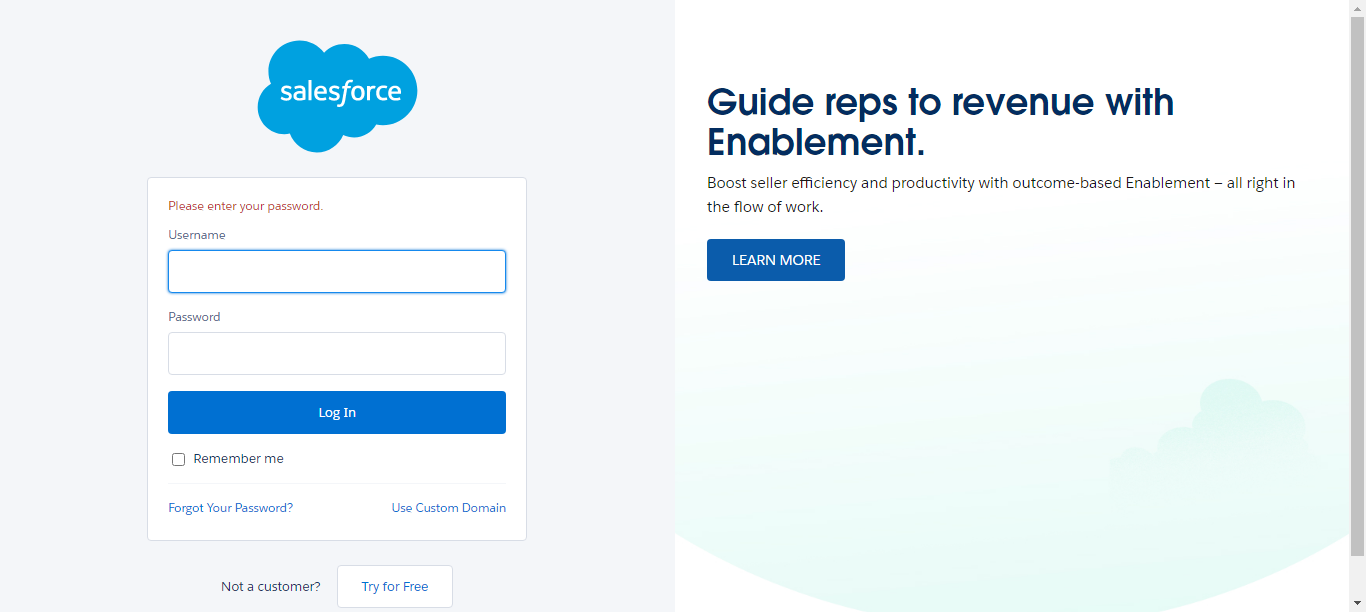 salesforce
Please enter your password.
Username
Password
Log In
Remember me
Forgot Your Password?
Use Custom Domain
Not a customer?
Try for Free
Guide reps to revenue with
Enablement.
Boost seller efficiency and productivity with outcome-based Enablement – all right in
the flow of work.
LEARN MORE